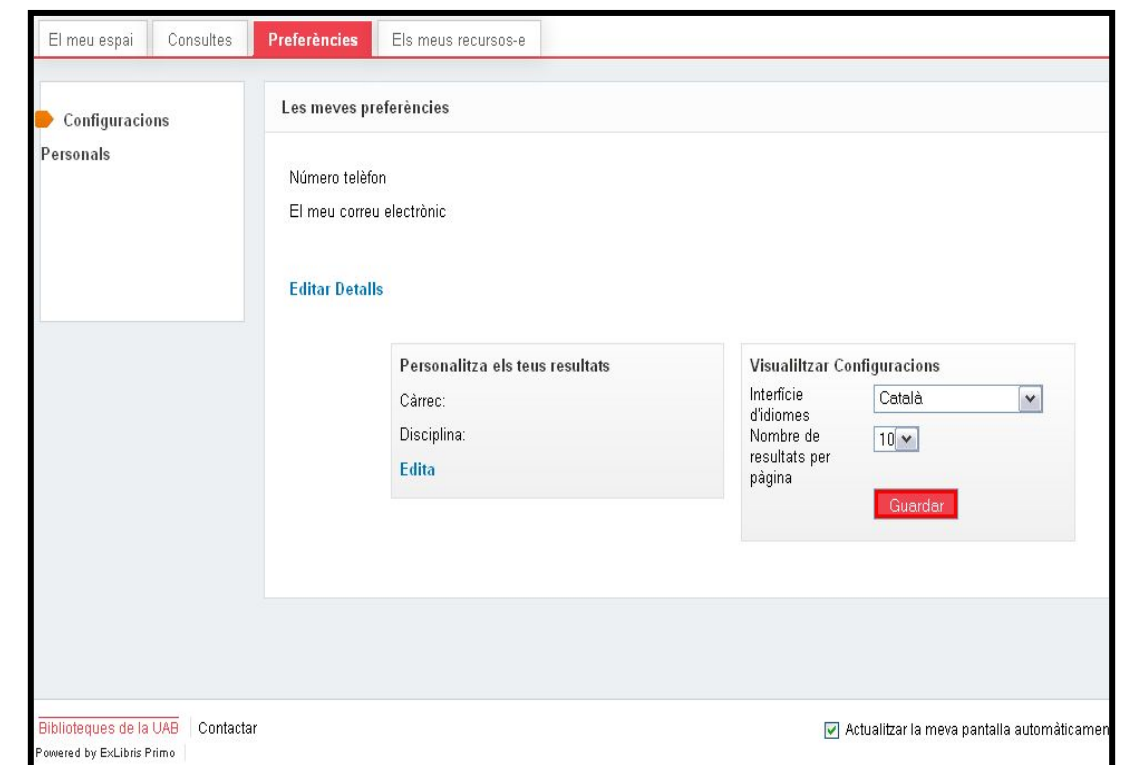 El meu espai
Consultes
Preferències
Els meus recursos-e
Configuracions
Personals
Les meves preferències
Número telèfon
El meu correu electrònic
Editar Detalls
Personalitza els teus resultats
Càrrec:
Disciplina:
Edita
Visualiltzar Configuracions
Interfície
d'idiomes
Català
Nombre de
resultats per
pàgina
10
Guardar
Biblioteques de la UAB
Contactar
Actualitzar la meva pantalla automàticamen
Powered by ExLibris Primo